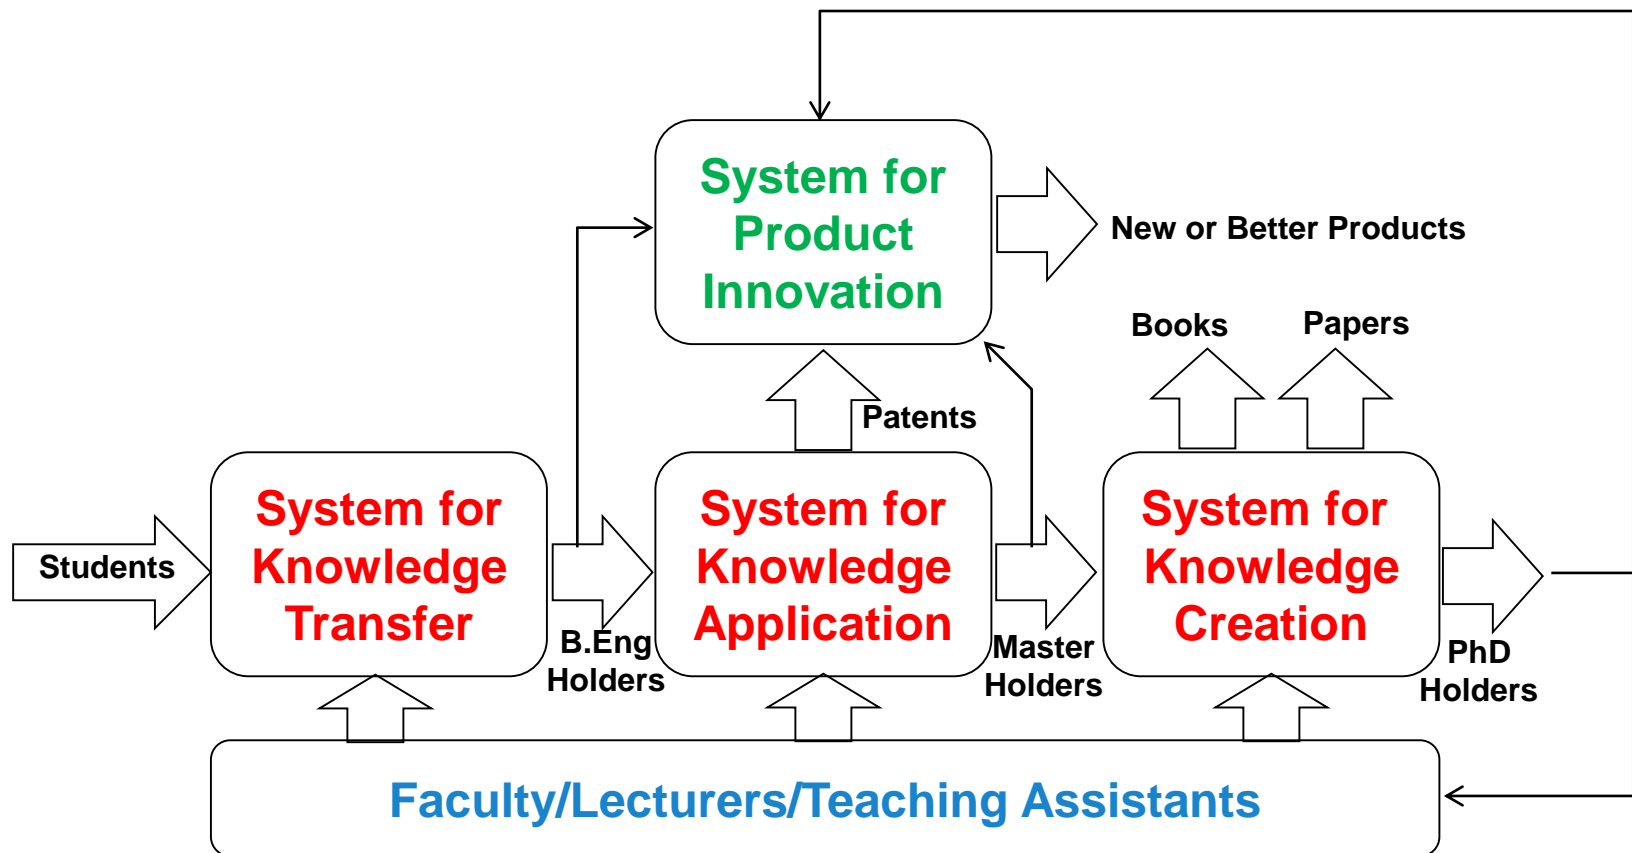 System for
Product
Innovation
New or Better Products
Books
Papers
Patents
Students
System for
Knowledge
Transfer
B.Eng
Holders
System for
Knowledge
Application
Master
Holders
System for
Knowledge
Creation
PhD
Holders
Faculty/Lecturers/Teaching Assistants